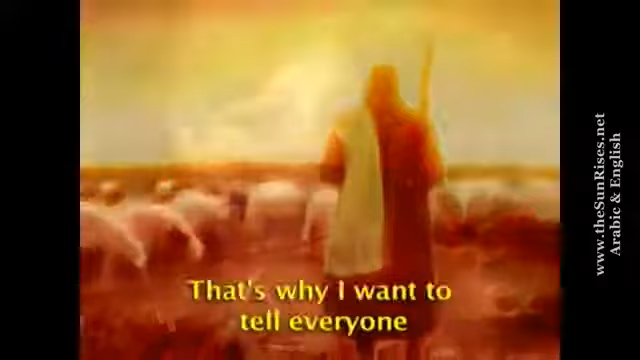 That's why I want to
tell everyone
www.theSunRises.net
Arabic & English